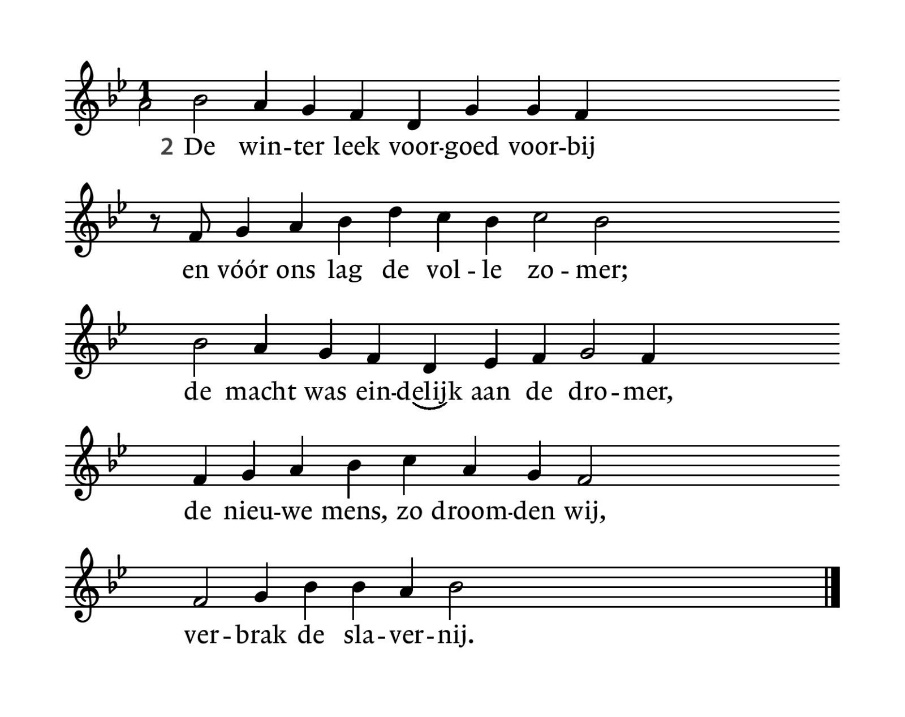 1
2 De win-ter leek voor-goed voor-bij
en vóór ons lag de vol-le zo-mer;
de macht was ein-delijk aan de dro-mer,
de nieu-we mens, zo droom-den wij,
ver-brak de sla-ver-nij.